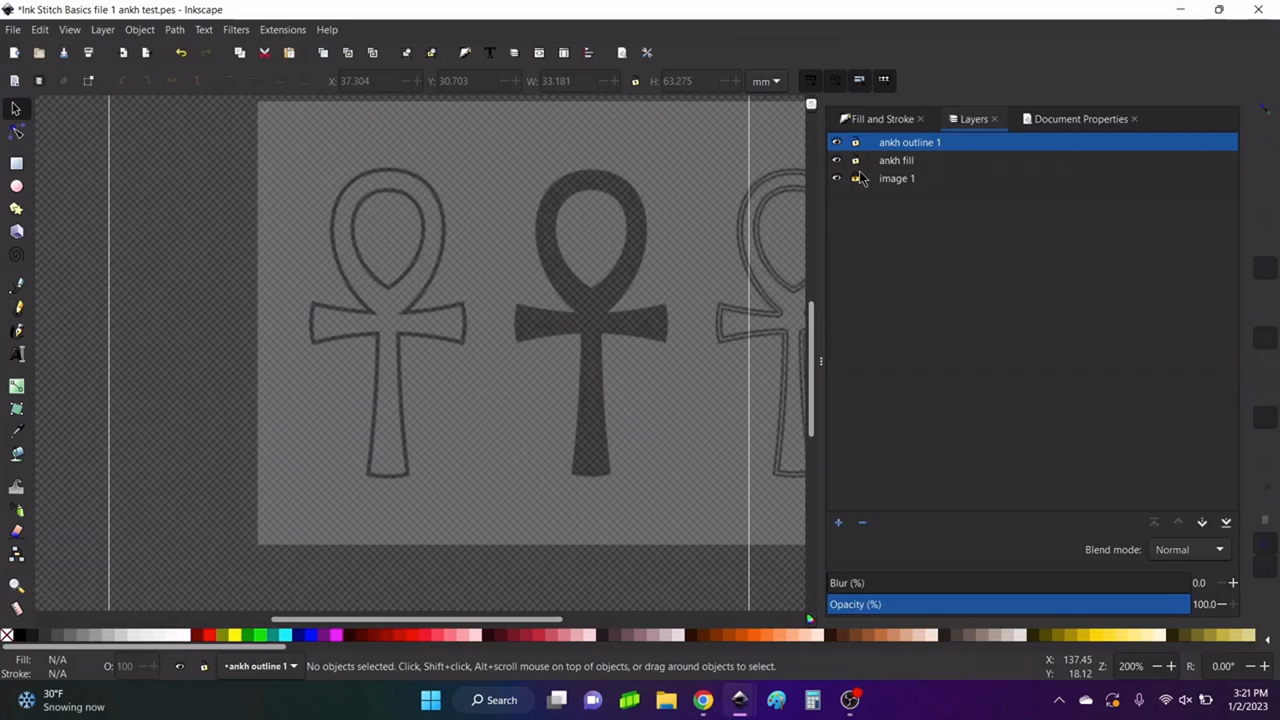 *Ink Stitch Basics file 1 ankh test.pes - Inkscape
File Edit View Layer Object Path Text Filters Extensions Help
X: 37.304 Y: 30.703 W: 33.181 H: 63.275 mm
Fill and Stroke Layers Document Properties
ankh outline 1
ankh fill
image 1
Blend mode: Normal
Blur (%) 0.0
Opacity (%) 100.0
Fill: N/A
Stroke: N/A
O: 100
•ankh outline 1
No objects selected. Click, Shift+click, Alt+scroll mouse on top of objects, or drag around objects to select.
X: 137.45
Y: 18.12
Z: 200%
R: 0.00°
30°F
Snowing now
Search
3:21 PM
1/2/2023